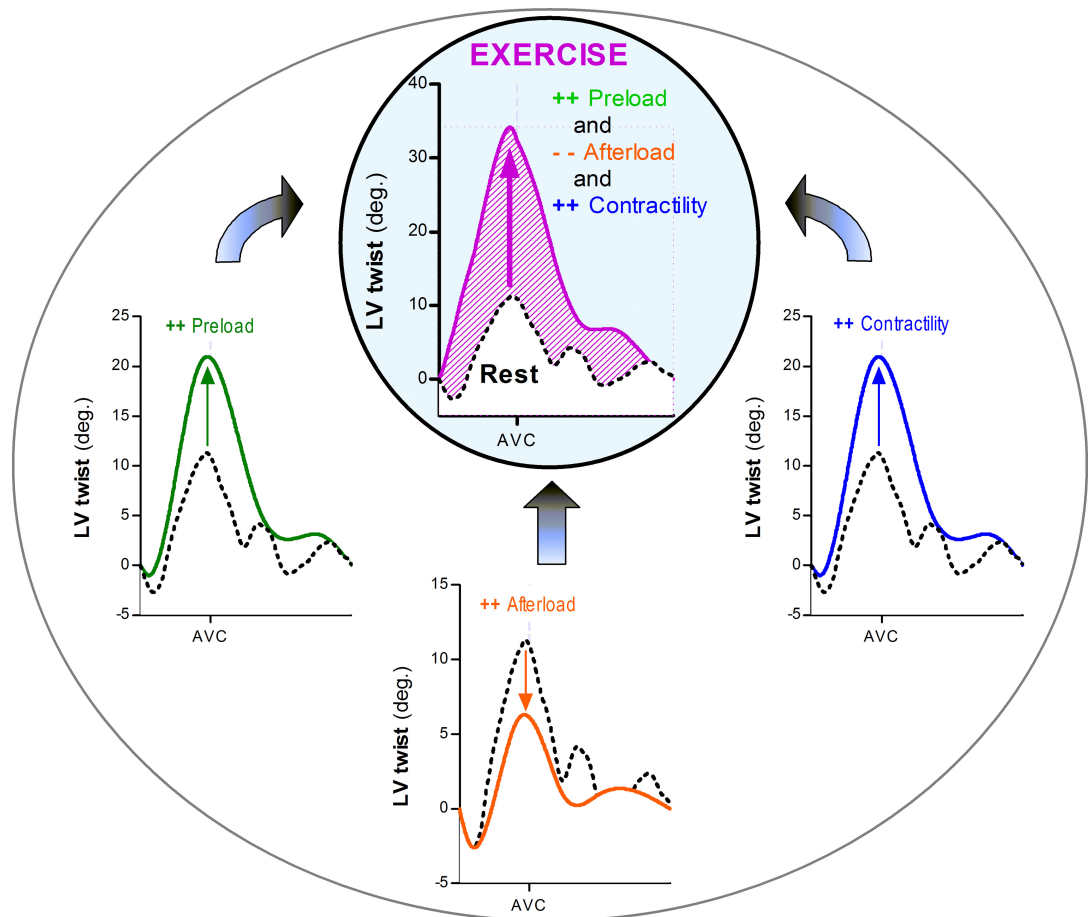 EXERCISE
40
30
20
10
0
LV twist (deg.)
++ Preload
and
- - Afterload
and
++ Contractility
Rest
AVC
25
20
15
10
5
0
-5
LV twist (deg.)
++ Preload
AVC
25
20
15
10
5
0
-5
LV twist (deg.)
++ Contractility
AVC
15
10
5
0
-5
LV twist (deg.)
++ Afterload
AVC